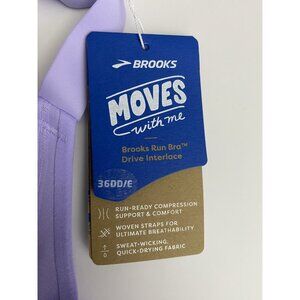 BROOKS
MOVES
with me
Brooks Run Bra™
Drive Interlace
36DD/E
RUN-READY COMPRESSION
SUPPORT & COMFORT
WOVEN STRAPS FOR
ULTIMATE BREATHABILITY
SWEAT-WICKING,
QUICK-DRYING FABRIC